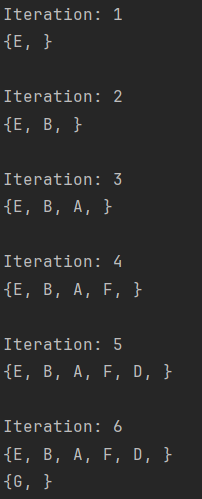 Iteration: 1
{E, }
Iteration: 2
{E, B, }
Iteration: 3
{E, B, A, }
Iteration: 4
{E, B, A, F, }
Iteration: 5
{E, B, A, F, D, }
Iteration: 6
{E, B, A, F, D, }
{G, }